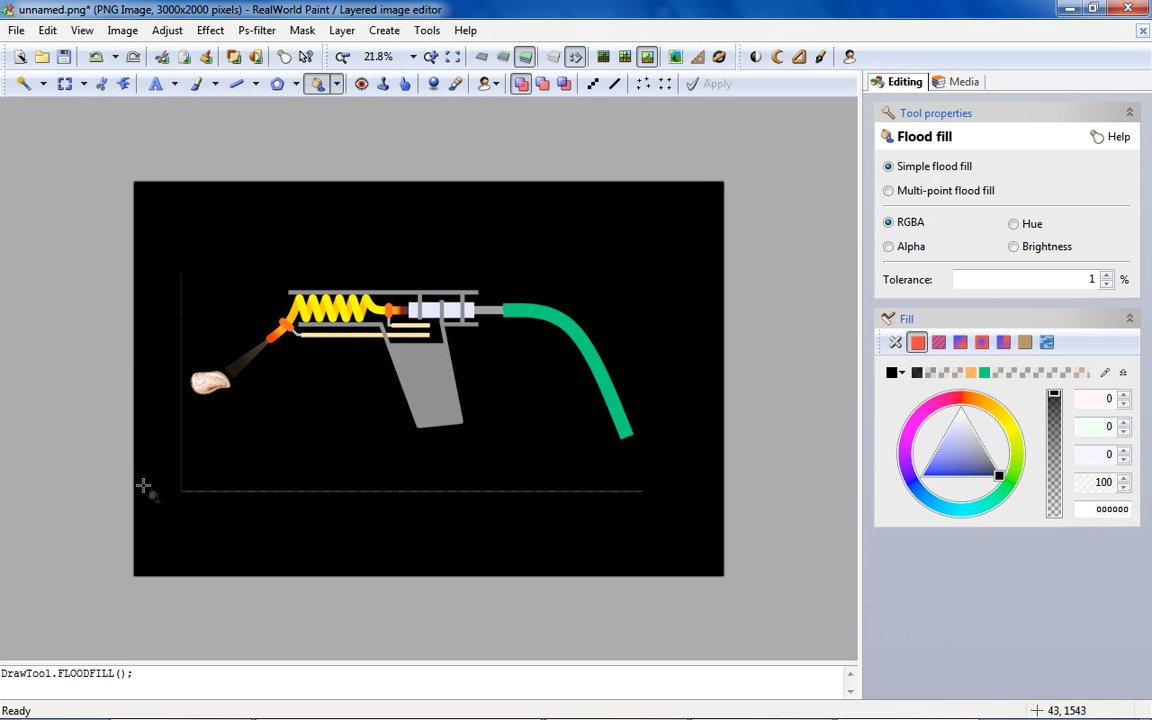 unnamed.png* (PNG Image, 3000x2000 pixels) - RealWorld Paint / Layered image editor
File Edit View Image Adjust Effect Ps-filter Mask Layer Create Tools Help
21.8%
Apply
Editing Media
Tool properties
Flood fill Help
Simple flood fill
Multi-point flood fill
RGBA Hue
Alpha Brightness
Tolerance: 1 %
Fill
0
0
0
100
000000
DrawTool.FLOODFILL();
Ready 43, 1543